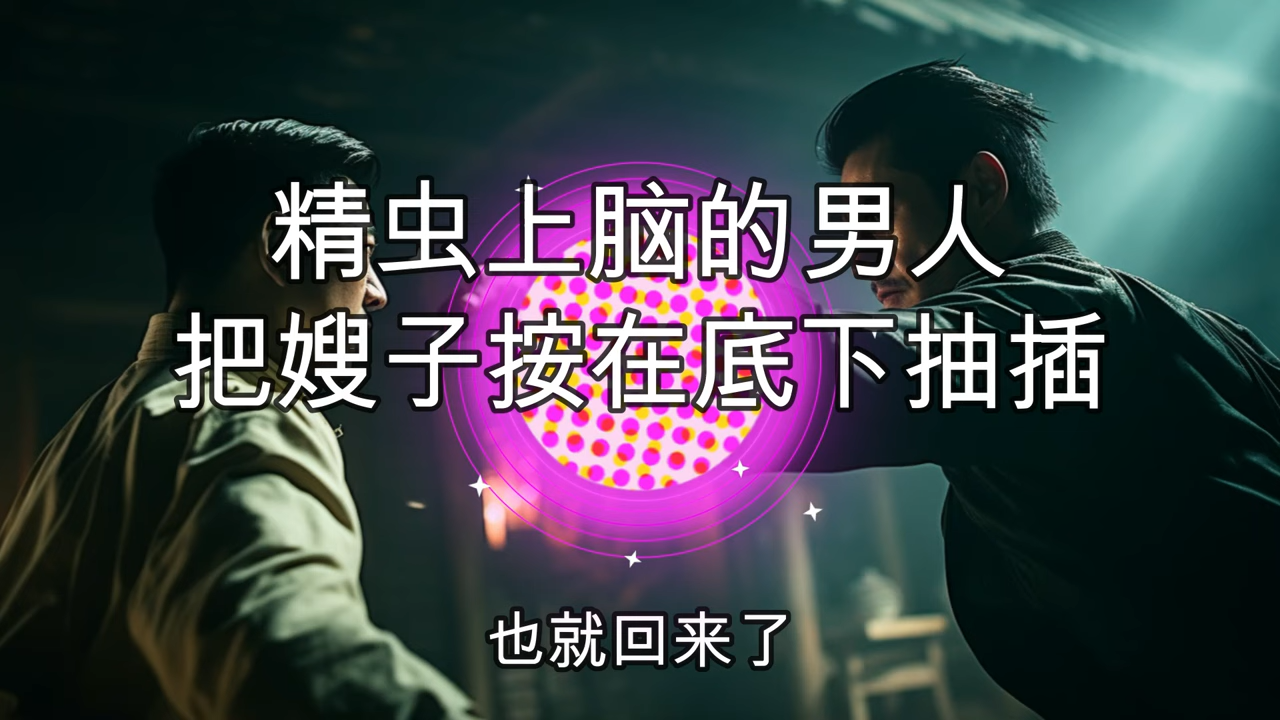 精虫上脑的男人
把嫂子按在底下抽插
也就回来了